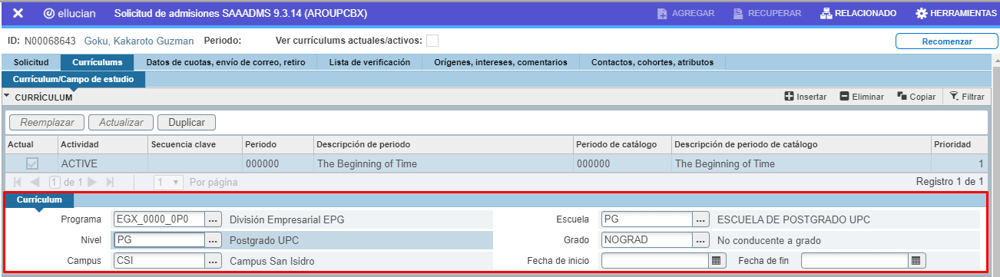 ellucian Solicitud de admisiones SAAADMS 9.3.14 (AROUPCBX) AGREGAR RECUPERAR RELACIONADO HERRAMIENTAS
ID: N00068643 Goku, Kakaroto Guzman Periodo: Ver currículums actuales/activos: Recomenzar
Solicitud Currículums Datos de cuotas, envío de correo, retiro Lista de verificación Orígenes, intereses, comentarios Contactos, cohortes, atributos
Currículum/Campo de estudio
CURRÍCULUM Insertar Eliminar Copiar Filtrar
Reemplazar Actualizar Duplicar
Actual Actividad Secuencia clave Periodo Descripción de periodo Periodo de catálogo Descripción de periodo de catálogo Prioridad
ACTIVE 000000 The Beginning of Time 000000 The Beginning of Time 1
1 de 1 1 Por página Registro 1 de 1
Currículum
Programa EGX_0000_0P0 ... División Empresarial EPG Escuela PG ... ESCUELA DE POSTGRADO UPC
Nivel PG ... Postgrado UPC Grado NOGRAD ... No conducente a grado
Campus CSI ... Campus San Isidro Fecha de inicio Fecha de fin